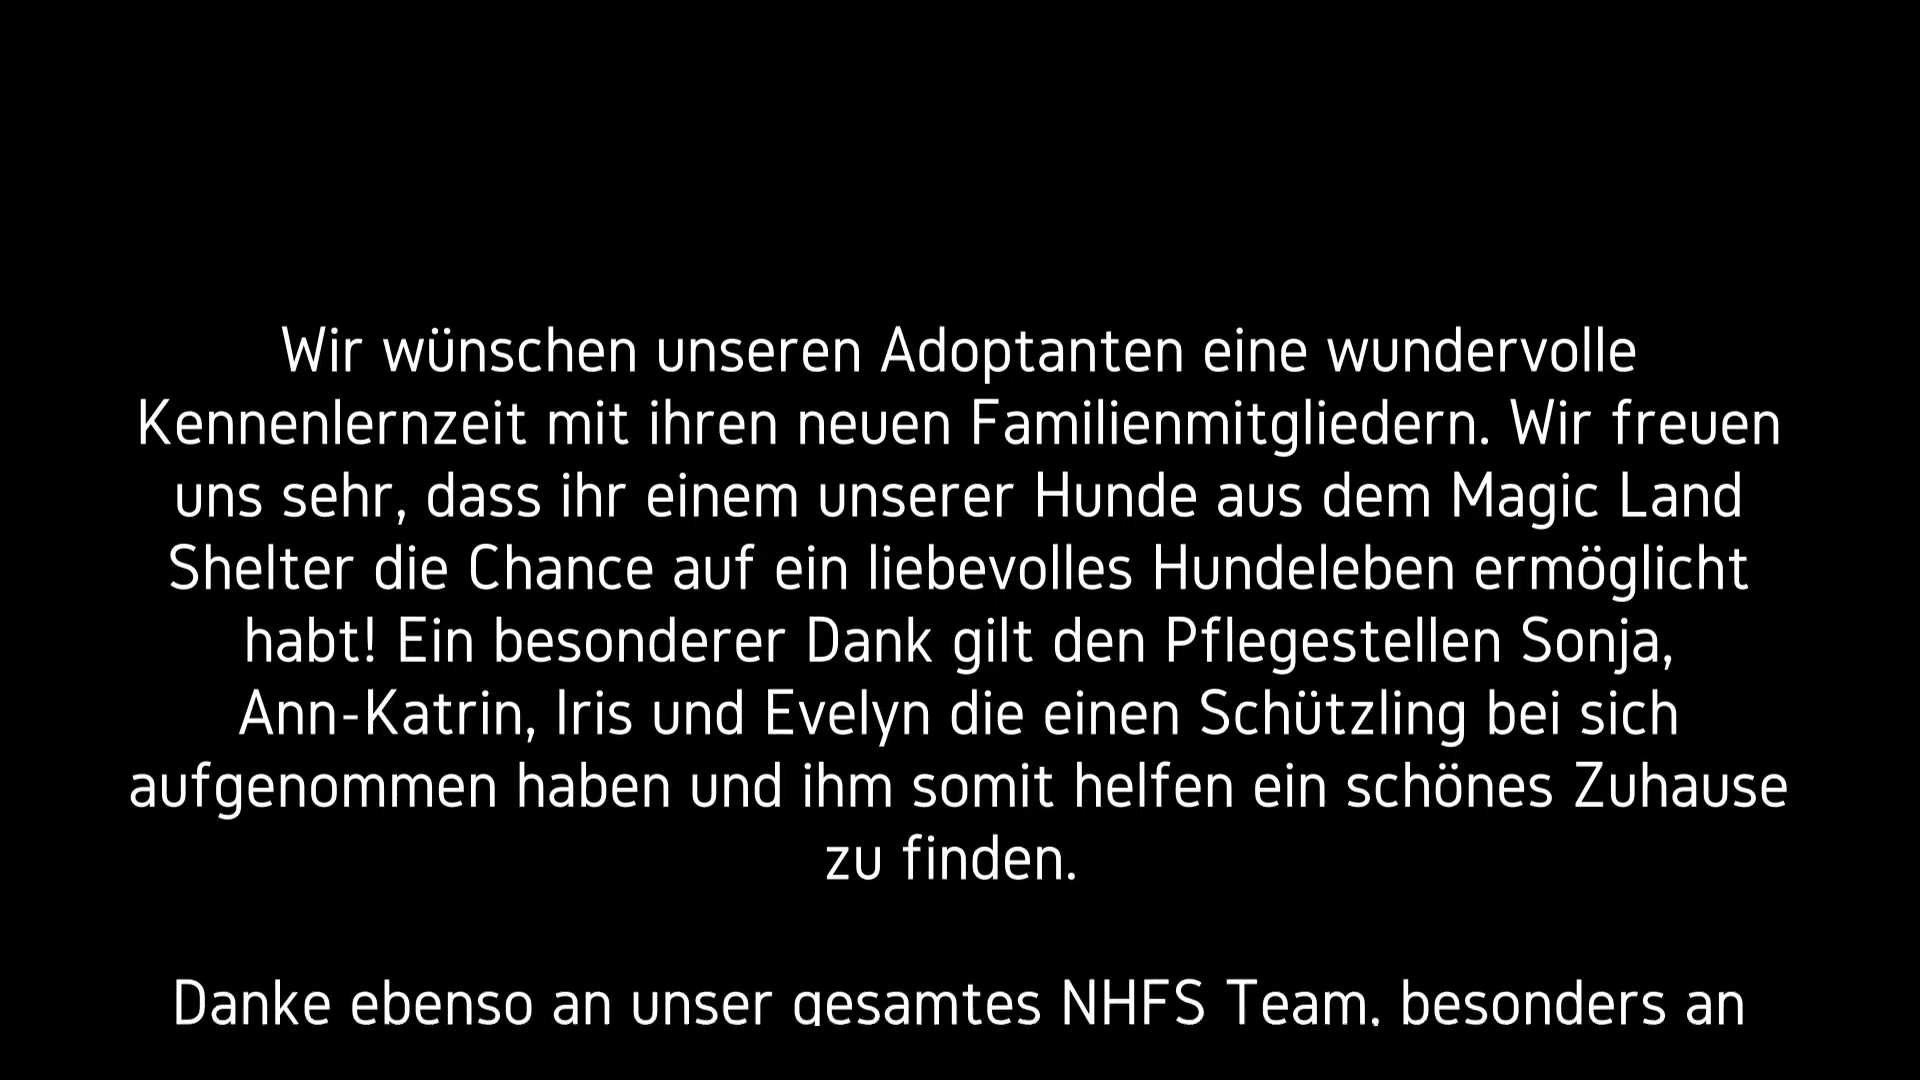 Wir wünschen unseren Adoptanten eine wundervolle
Kennenlernzeit mit ihren neuen Familienmitgliedern. Wir freuen
uns sehr, dass ihr einem unserer Hunde aus dem Magic Land
Shelter die Chance auf ein liebevolles Hundeleben ermöglicht
habt! Ein besonderer Dank gilt den Pflegestellen Sonja,
Ann-Katrin, Iris und Evelyn die einen Schützling bei sich
aufgenommen haben und ihm somit helfen ein schönes Zuhause
zu finden.
Danke ebenso an unser gesamtes NHFS Team, besonders an